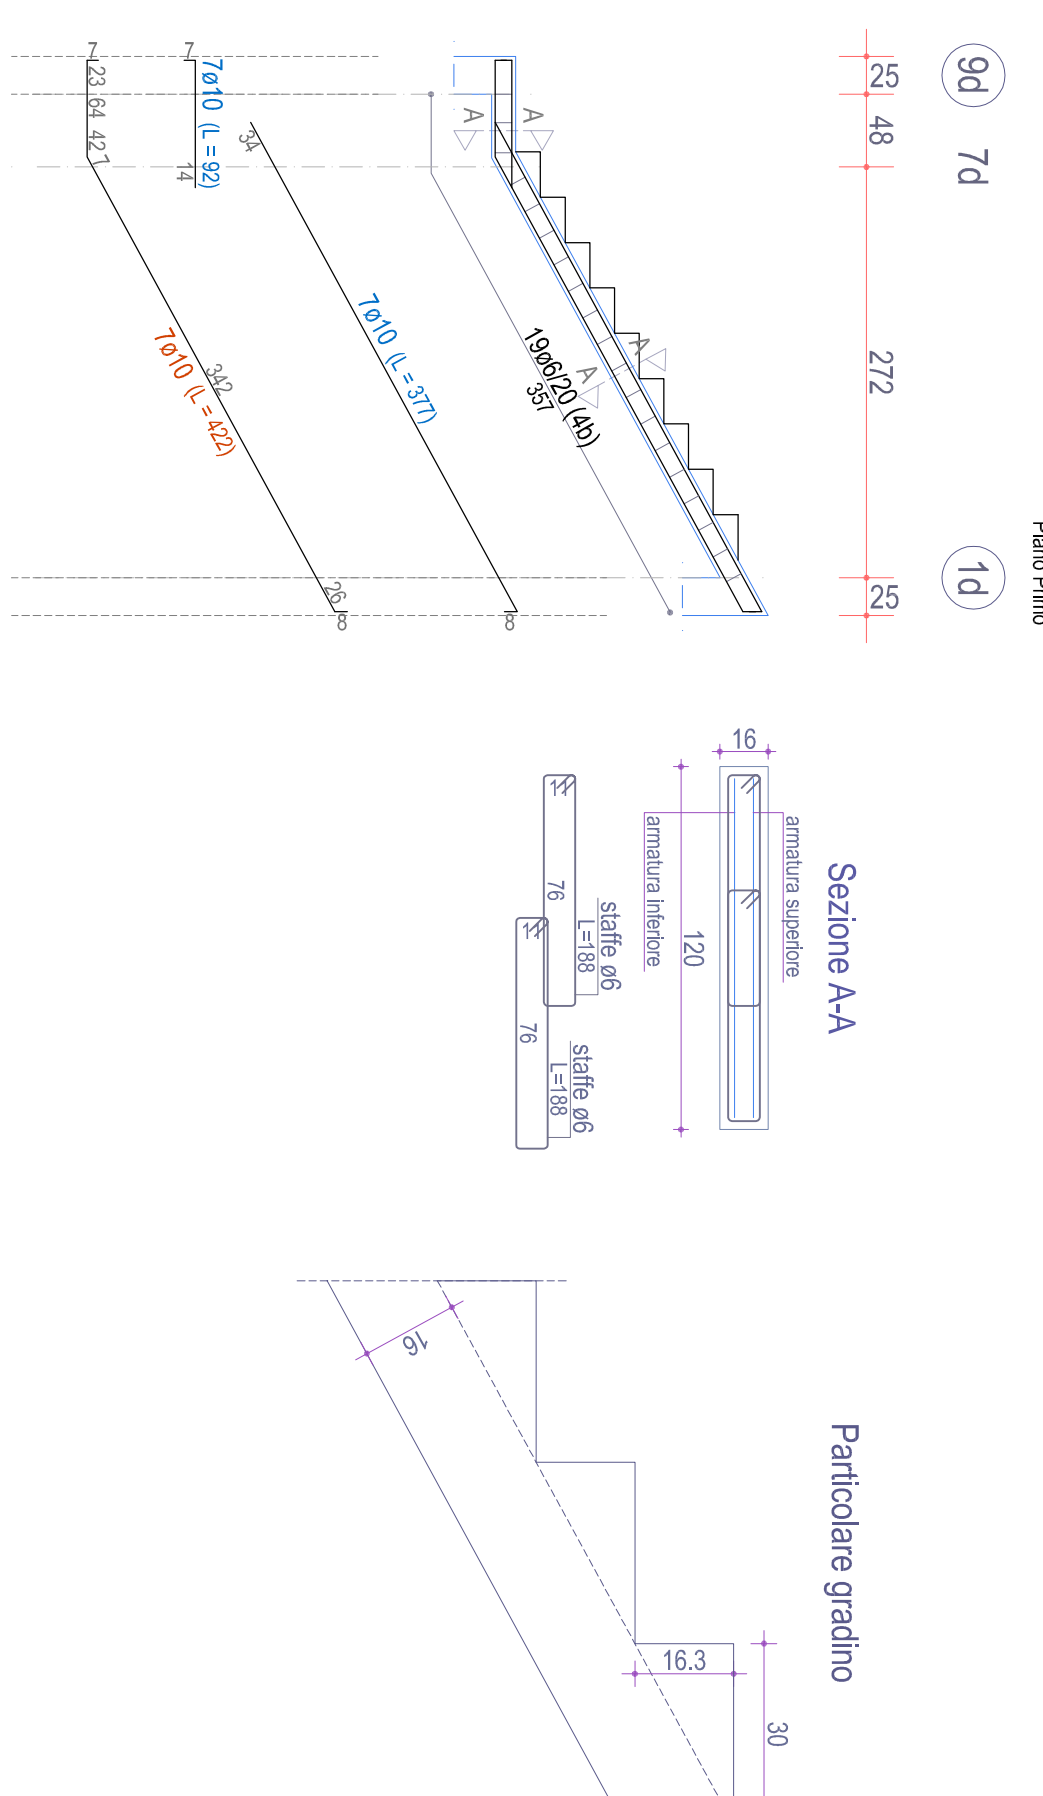 Piano Primo
9d
7d
1d
25
48
272
25
A
A
A
A
19ø6/20 (4b)
357
34
7ø10 (L = 377)
8
7
7ø10 (L = 92)
14
7
23
64
427
7ø10 (L = 422)
342
26
8
Sezione A-A
16
armatura superiore
armatura inferiore
120
11
76
staffe ø6
L=188
11
76
staffe ø6
L=188
Particolare gradino
16
16.3
30